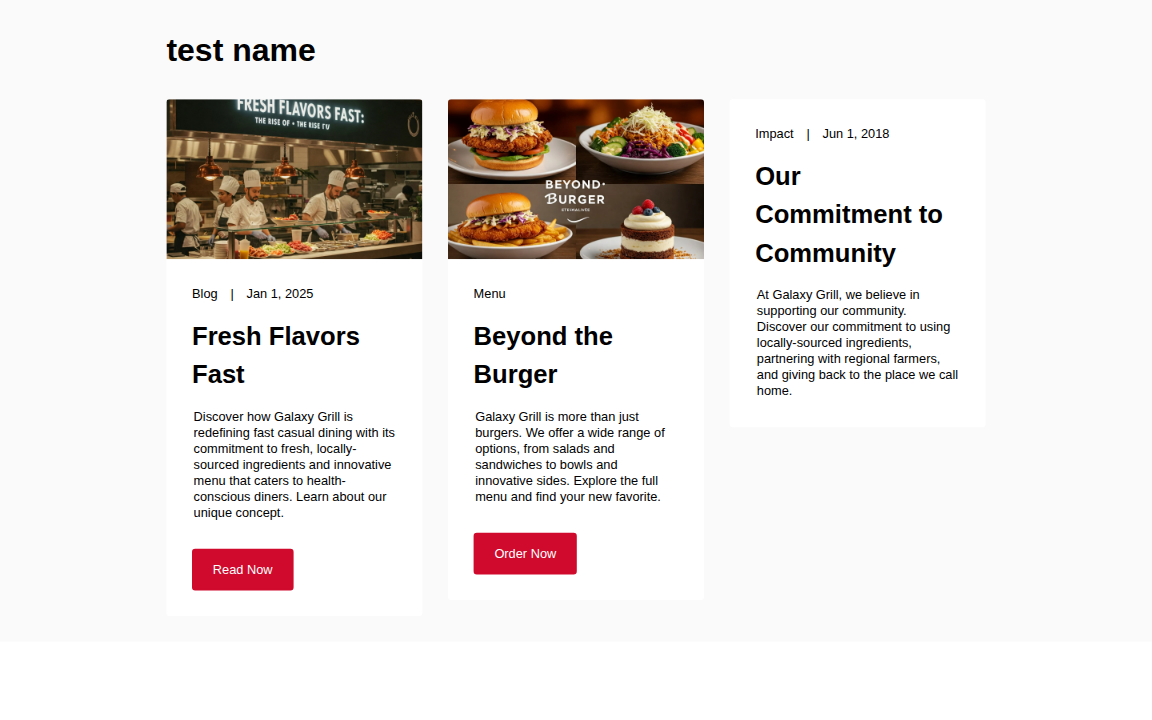 test name
FRESH FLAVORS FAST:
THE RISE OF • THE RISE
BEYOND·
BURGER
Blog | Jan 1, 2025
Fresh Flavors
Fast
Discover how Galaxy Grill is
redefining fast casual dining with its
commitment to fresh, locally-
sourced ingredients and innovative
menu that caters to health-
conscious diners. Learn about our
unique concept.
Read Now
Menu
Beyond the
Burger
Galaxy Grill is more than just
burgers. We offer a wide range of
options, from salads and
sandwiches to bowls and
innovative sides. Explore the full
menu and find your new favorite.
Order Now
Impact | Jun 1, 2018
Our
Commitment to
Community
At Galaxy Grill, we believe in
supporting our community.
Discover our commitment to using
locally-sourced ingredients,
partnering with regional farmers,
and giving back to the place we call
home.